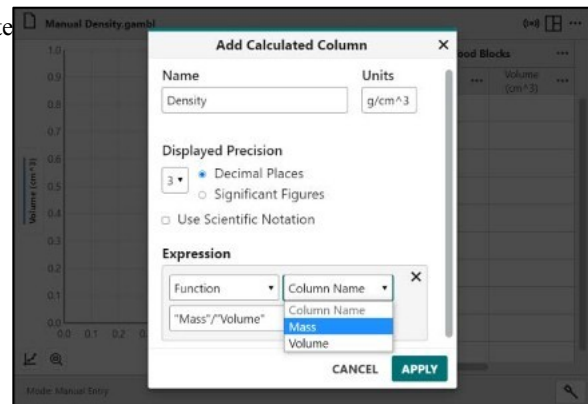 te
Manual Density.gambl
Add Calculated Column
Name
Units
Density
g/cm^3
Displayed Precision
3
Decimal Places
Significant Figures
Use Scientific Notation
Expression
Function
Column Name
"Mass"/"Volume"
Column Name
Mass
Volume
CANCEL
APPLY
ood Blocks
Volume
(cm^3)
1.0
0.9
0.8
0.7
0.6
0.5
0.4
0.3
0.2
0.1
0.0
Volume (cm^3)
0.0 0.1 0.2 0
Mode: Manual Entry